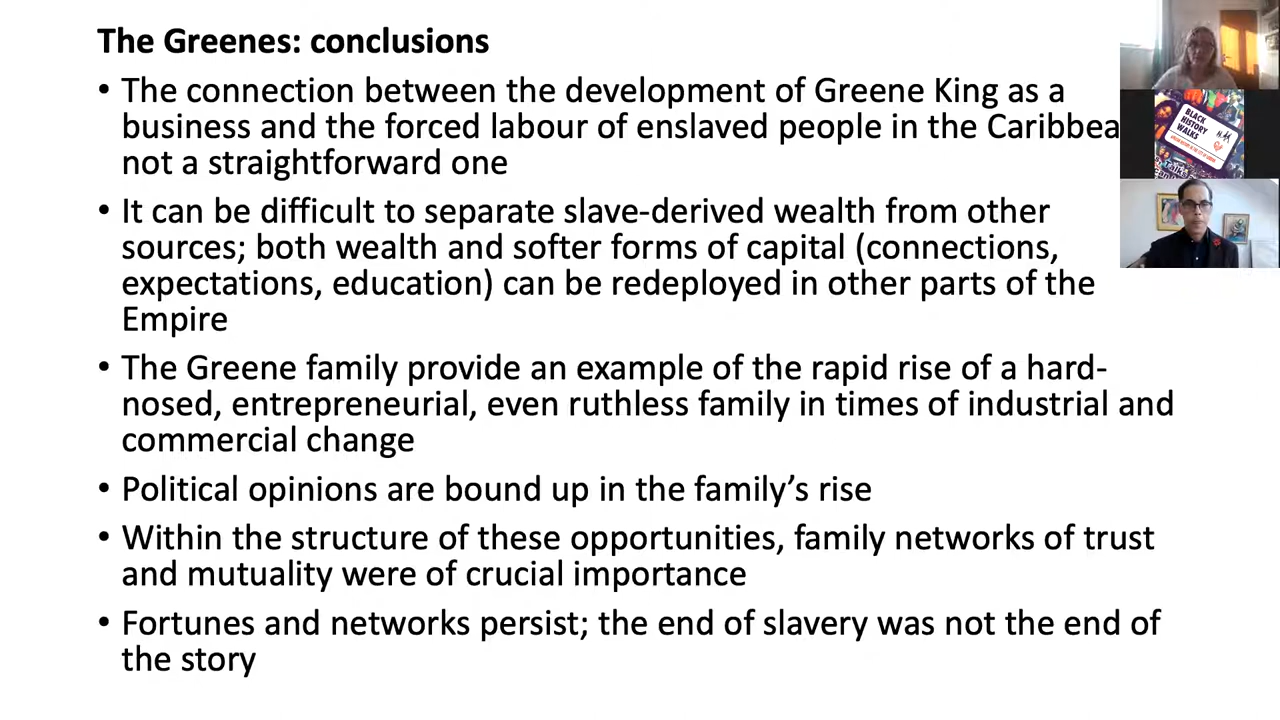 The Greenes: conclusions
• The connection between the development of Greene King as a
business and the forced labour of enslaved people in the Caribbea
not a straightforward one
• It can be difficult to separate slave-derived wealth from other
sources; both wealth and softer forms of capital (connections,
expectations, education) can be redeployed in other parts of the
Empire
• The Greene family provide an example of the rapid rise of a hard-
nosed, entrepreneurial, even ruthless family in times of industrial and
commercial change
• Political opinions are bound up in the family’s rise
• Within the structure of these opportunities, family networks of trust
and mutuality were of crucial importance
• Fortunes and networks persist; the end of slavery was not the end of
the story
BLACK
HISTORY
WALKS